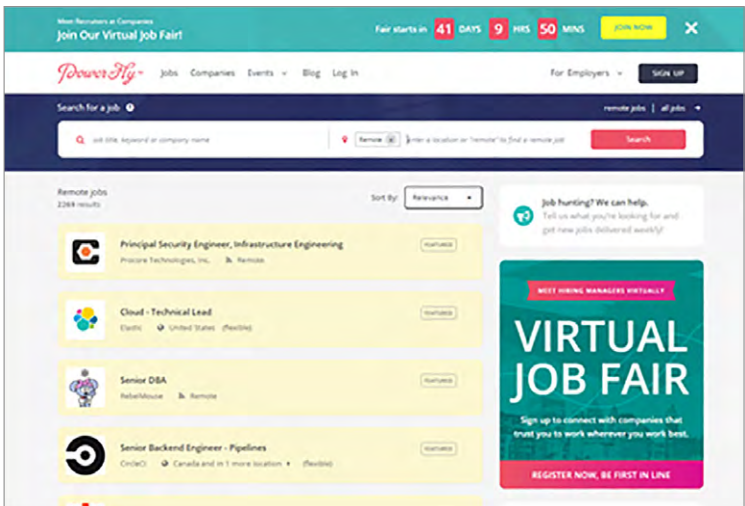 Meet Recruiters at Companies
Join Our Virtual Job Fair!
Fair starts in 41 DAYS 9 HRS 50 MINS JOIN NOW
PowerToFly Jobs Companies Events Blog Log In For Employers SIGN UP
Search for a job remote jobs | all jobs
Job title, keyword or company name Remote Enter a location or "remote" to find a remote job Search
Remote jobs
2269 results
Sort By: Relevance
Principal Security Engineer, Infrastructure Engineering FEATURED
Procore Technologies, Inc. Remote
Cloud - Technical Lead FEATURED
Elastic United States (flexible)
Senior DBA FEATURED
RebelMouse Remote
Senior Backend Engineer - Pipelines FEATURED
CircleCI Canada and in 1 more location (flexible)
Job hunting? We can help.
Tell us what you're looking for and
get new jobs delivered weekly!
MEET HIRING MANAGERS VIRTUALLY
VIRTUAL
JOB FAIR
Sign up to connect with companies that
trust you to work wherever you work best.
REGISTER NOW, BE FIRST IN LINE